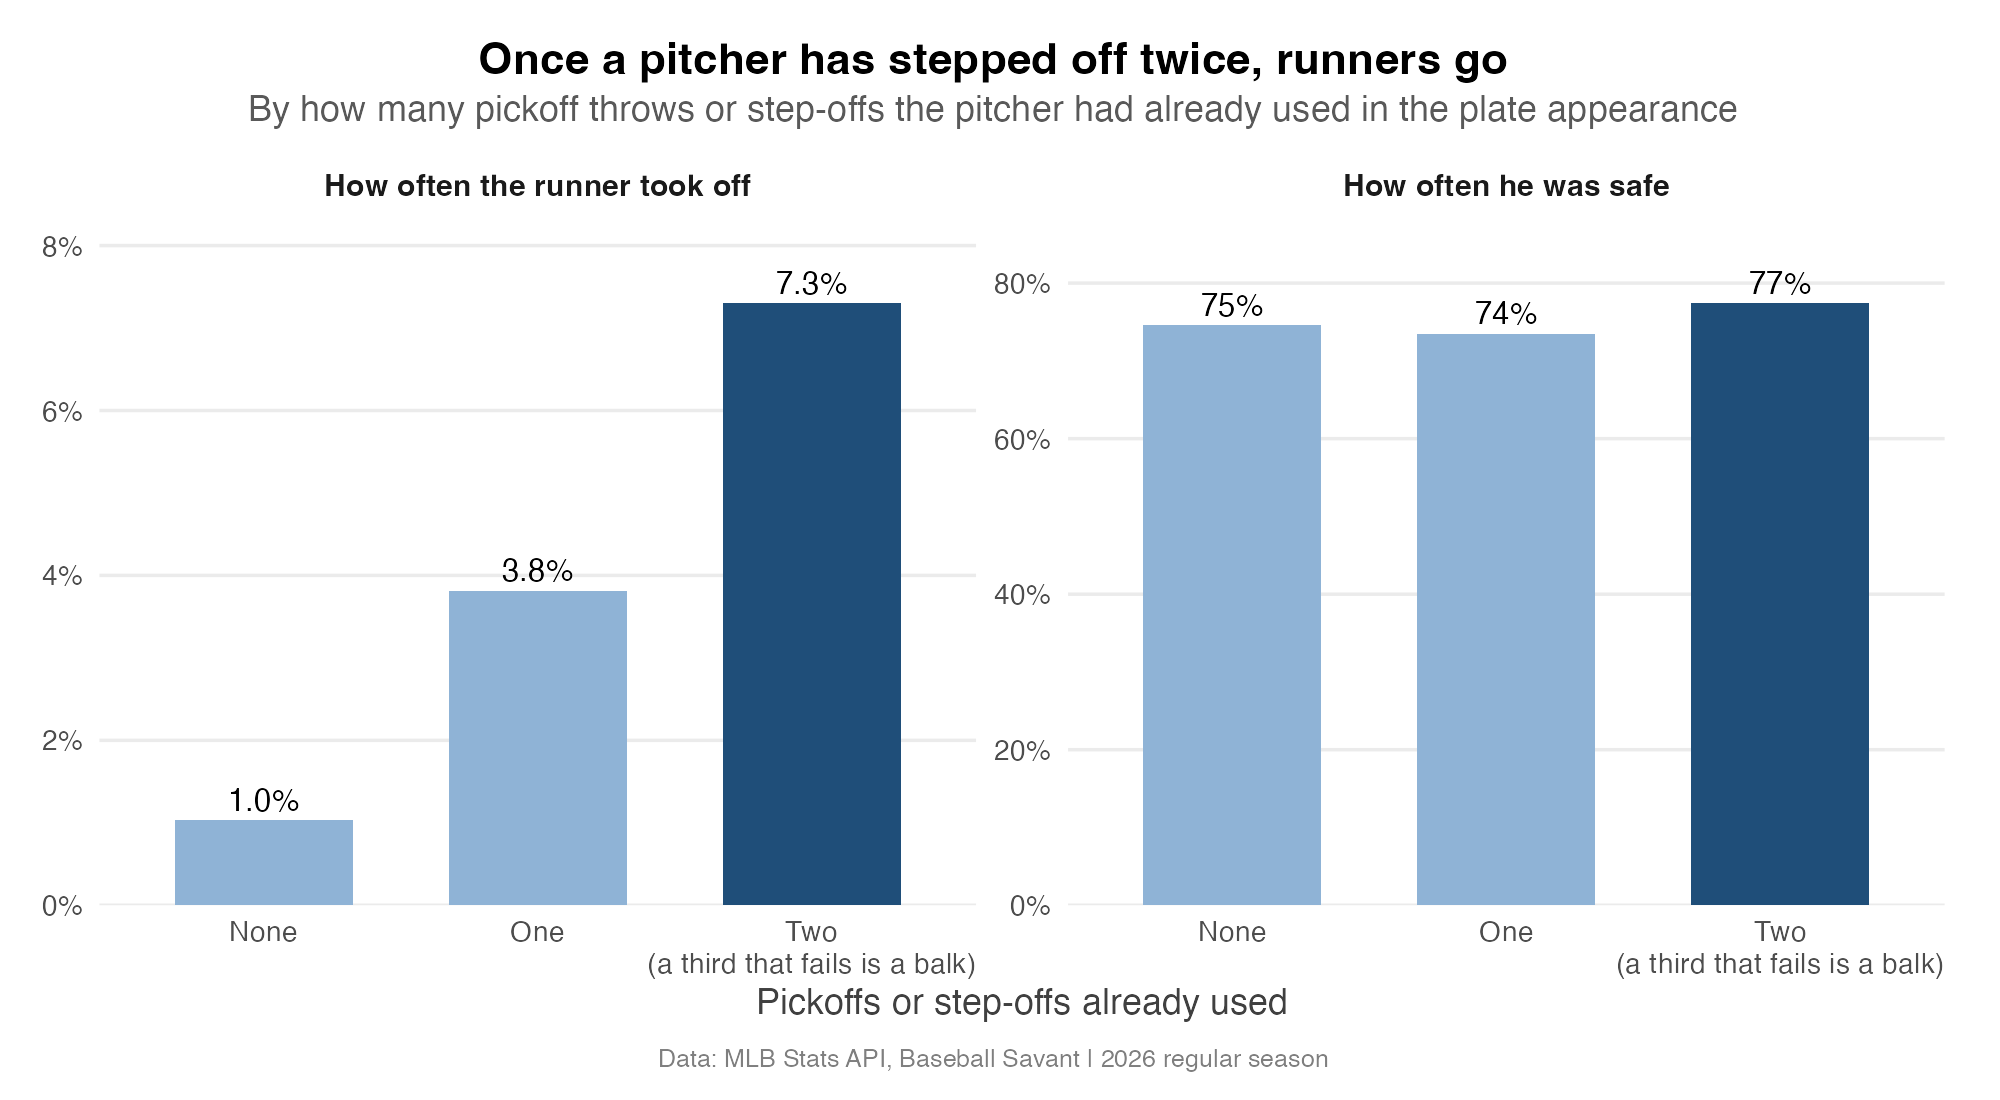 Once a pitcher has stepped off twice, runners go
By how many pickoff throws or step-offs the pitcher had already used in the plate appearance
How often the runner took off
8%
6%
4%
2%
0%
1.0%
3.8%
7.3%
None
One
Two
(a third that fails is a balk)
How often he was safe
80%
60%
40%
20%
0%
75%
74%
77%
None
One
Two
(a third that fails is a balk)
Pickoffs or step-offs already used
Data: MLB Stats API, Baseball Savant | 2026 regular season